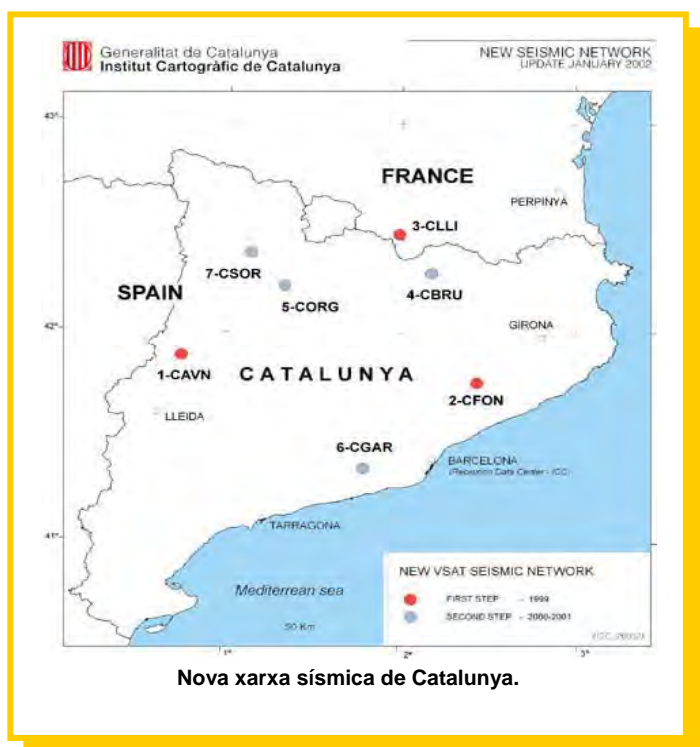 Generalitat de Catalunya
Institut Cartogràfic de Catalunya
NEW SEISMIC NETWORK
UPDATE JANUARY 2002
43°
FRANCE
PERPINYA
3-CLLI
7-CSOR
4-CBRU
SPAIN
5-CORG
GIRONA
42°
CATALUNYA
1-CAVN
2-CFON
LLEIDA
6-CGAR
BARCELONA
(Reception Data Center - ICC)
TARRAGONA
41°
NEW VSAT SEISMIC NETWORK
Mediterrean sea
FIRST STEP - 1999
SECOND STEP - 2000-2001
50 Km
1°
2°
3°
Nova xarxa sísmica de Catalunya.